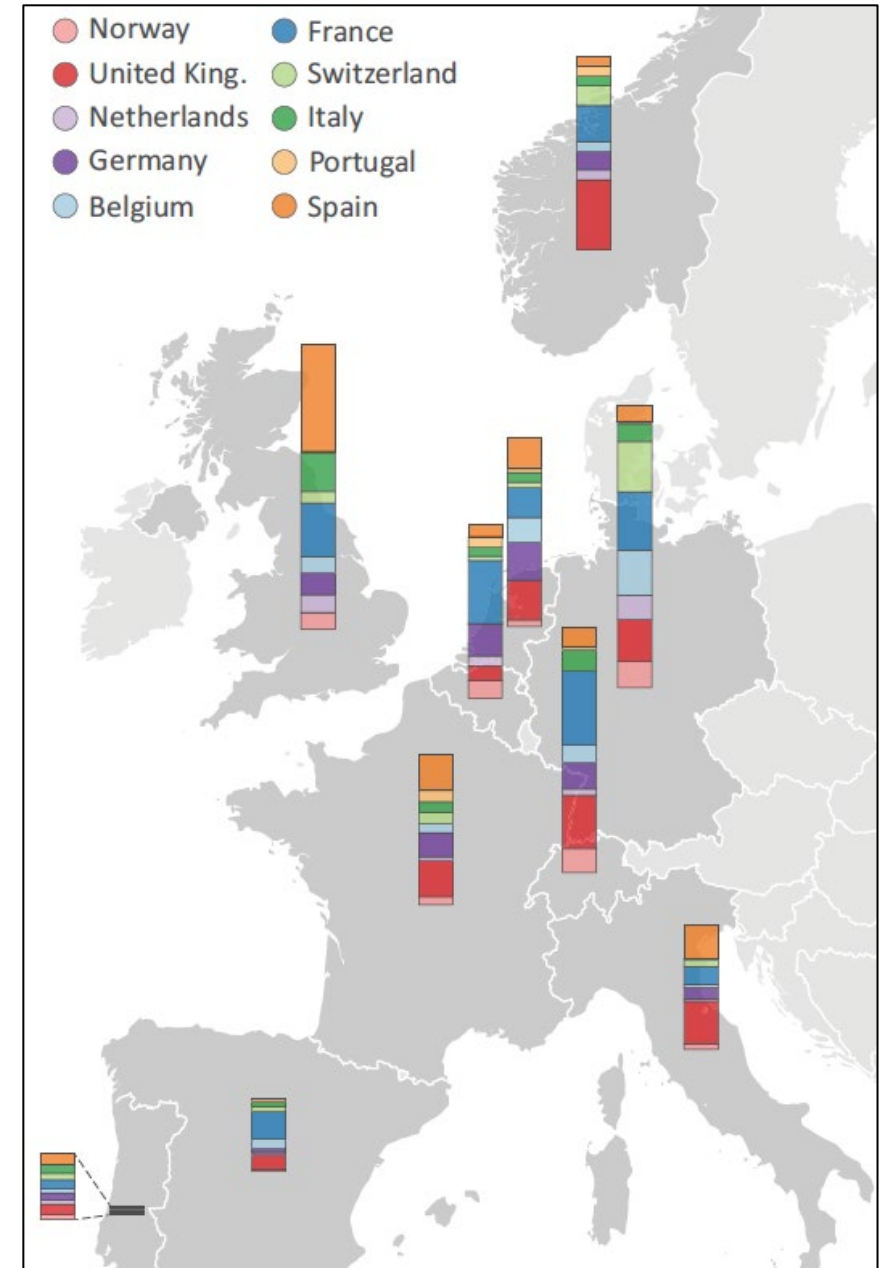 Norway
United King.
Netherlands
Germany
Belgium
France
Switzerland
Italy
Portugal
Spain